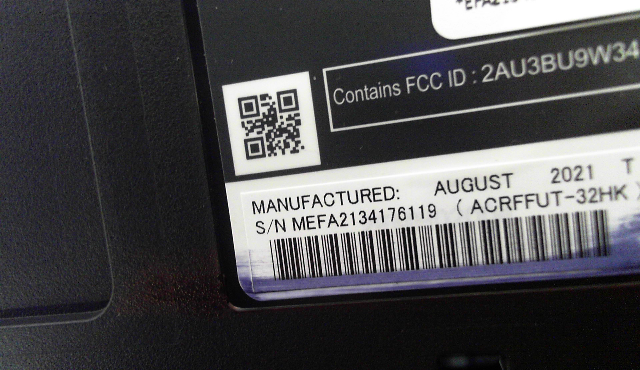 Contains FCC ID : 2AU3BU9W34
MANUFACTURED: AUGUST 2021 T
S/N MEFA2134176119 (ACRFFUT-32HK